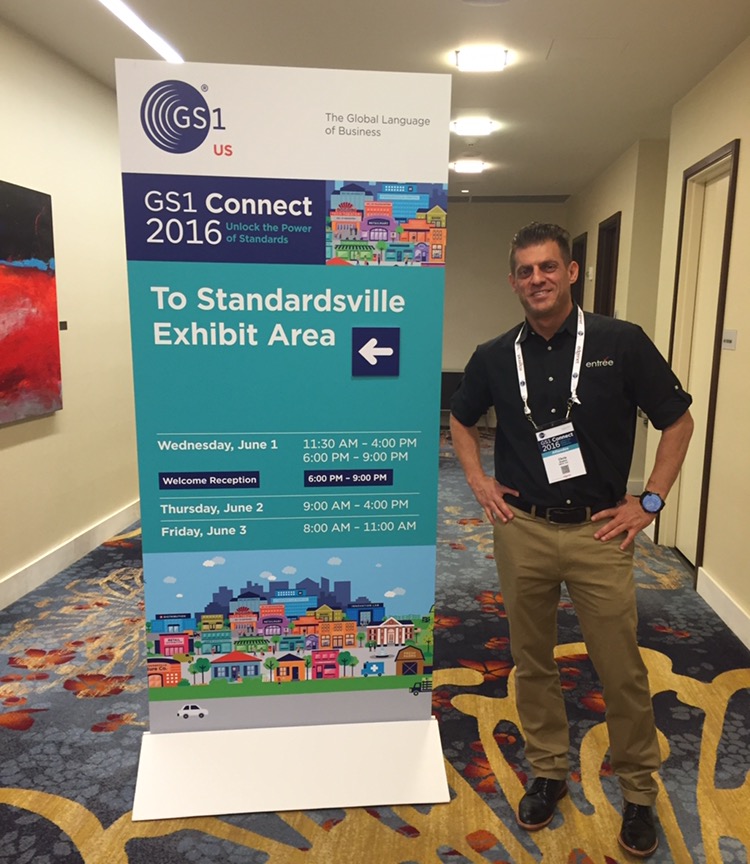 GS1
®
US
The Global Language
of Business
GS1 Connect
2016
Unlock the Power
of Standards
To Standardsville
Exhibit Area
Wednesday, June 1
11:30 AM – 4:00 PM
6:00 PM – 9:00 PM
Welcome Reception
6:00 PM – 9:00 PM
Thursday, June 2
9:00 AM – 4:00 PM
Friday, June 3
8:00 AM – 11:00 AM
entrée
GS1 Connect
2016